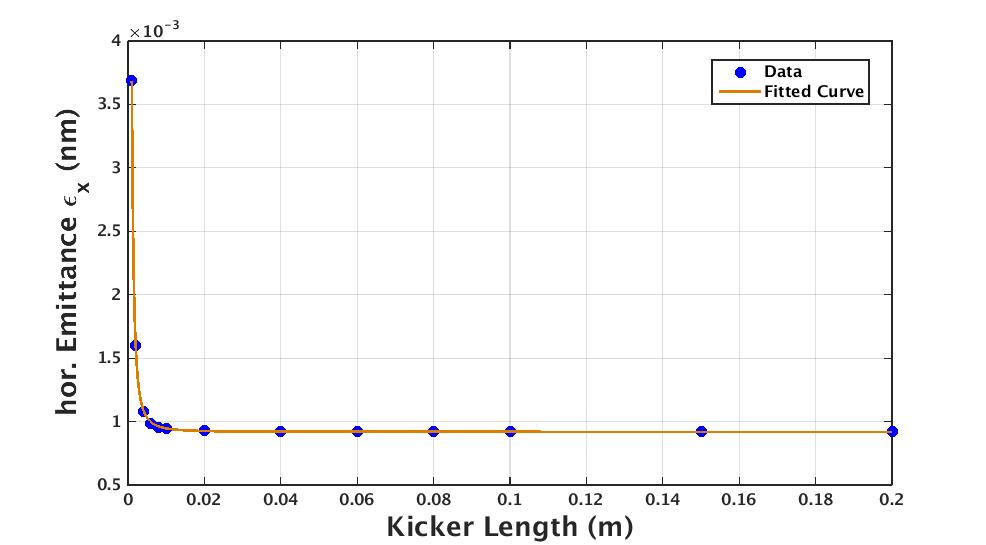 ×10⁻³
4
3.5
3
2.5
2
1.5
1
0.5
hor. Emittance ϵₓ (nm)
Data
Fitted Curve
0 0.02 0.04 0.06 0.08 0.1 0.12 0.14 0.16 0.18 0.2
Kicker Length (m)